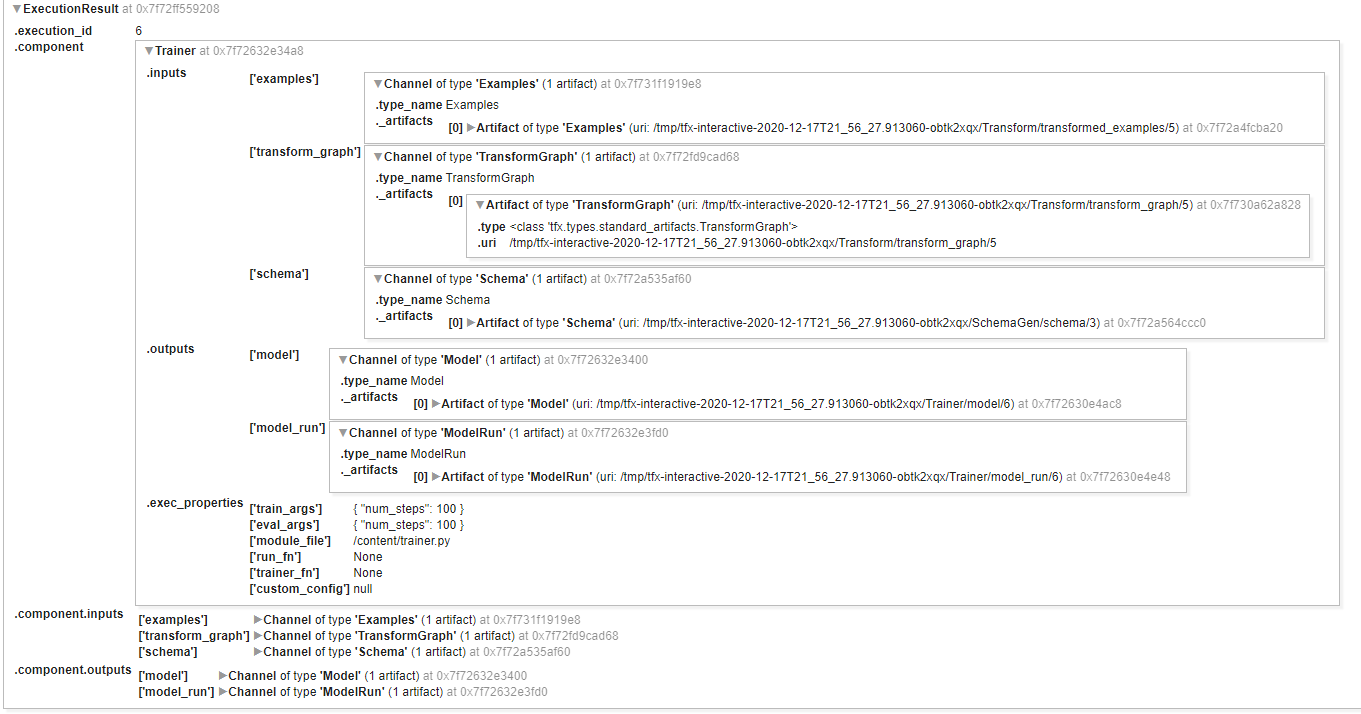 ▼ExecutionResult at 0x7f72ff559208
.execution_id 6
.component
▼Trainer at 0x7f72632e34a8
.inputs
['examples']
▼Channel of type 'Examples' (1 artifact) at 0x7f731f1919e8
.type_name Examples
._artifacts
[0] ▶Artifact of type 'Examples' (uri: /tmp/tfx-interactive-2020-12-17T21_56_27.913060-obtk2xqx/Transform/transformed_examples/5) at 0x7f72a4fcba20
['transform_graph']
▼Channel of type 'TransformGraph' (1 artifact) at 0x7f72fd9cad68
.type_name TransformGraph
._artifacts
[0]
▼Artifact of type 'TransformGraph' (uri: /tmp/tfx-interactive-2020-12-17T21_56_27.913060-obtk2xqx/Transform/transform_graph/5) at 0x7f730a62a828
.type <class 'tfx.types.standard_artifacts.TransformGraph'>
.uri /tmp/tfx-interactive-2020-12-17T21_56_27.913060-obtk2xqx/Transform/transform_graph/5
['schema']
▼Channel of type 'Schema' (1 artifact) at 0x7f72a535af60
.type_name Schema
._artifacts
[0] ▶Artifact of type 'Schema' (uri: /tmp/tfx-interactive-2020-12-17T21_56_27.913060-obtk2xqx/SchemaGen/schema/3) at 0x7f72a564ccc0
.outputs
['model']
▼Channel of type 'Model' (1 artifact) at 0x7f72632e3400
.type_name Model
._artifacts
[0] ▶Artifact of type 'Model' (uri: /tmp/tfx-interactive-2020-12-17T21_56_27.913060-obtk2xqx/Trainer/model/6) at 0x7f72630e4ac8
['model_run']
▼Channel of type 'ModelRun' (1 artifact) at 0x7f72632e3fd0
.type_name ModelRun
._artifacts
[0] ▶Artifact of type 'ModelRun' (uri: /tmp/tfx-interactive-2020-12-17T21_56_27.913060-obtk2xqx/Trainer/model_run/6) at 0x7f72630e4e48
.exec_properties
['train_args'] { "num_steps": 100 }
['eval_args'] { "num_steps": 100 }
['module_file'] /content/trainer.py
['run_fn'] None
['trainer_fn'] None
['custom_config'] null
.component.inputs
['examples'] ▶Channel of type 'Examples' (1 artifact) at 0x7f731f1919e8
['transform_graph'] ▶Channel of type 'TransformGraph' (1 artifact) at 0x7f72fd9cad68
['schema'] ▶Channel of type 'Schema' (1 artifact) at 0x7f72a535af60
.component.outputs
['model'] ▶Channel of type 'Model' (1 artifact) at 0x7f72632e3400
['model_run'] ▶Channel of type 'ModelRun' (1 artifact) at 0x7f72632e3fd0